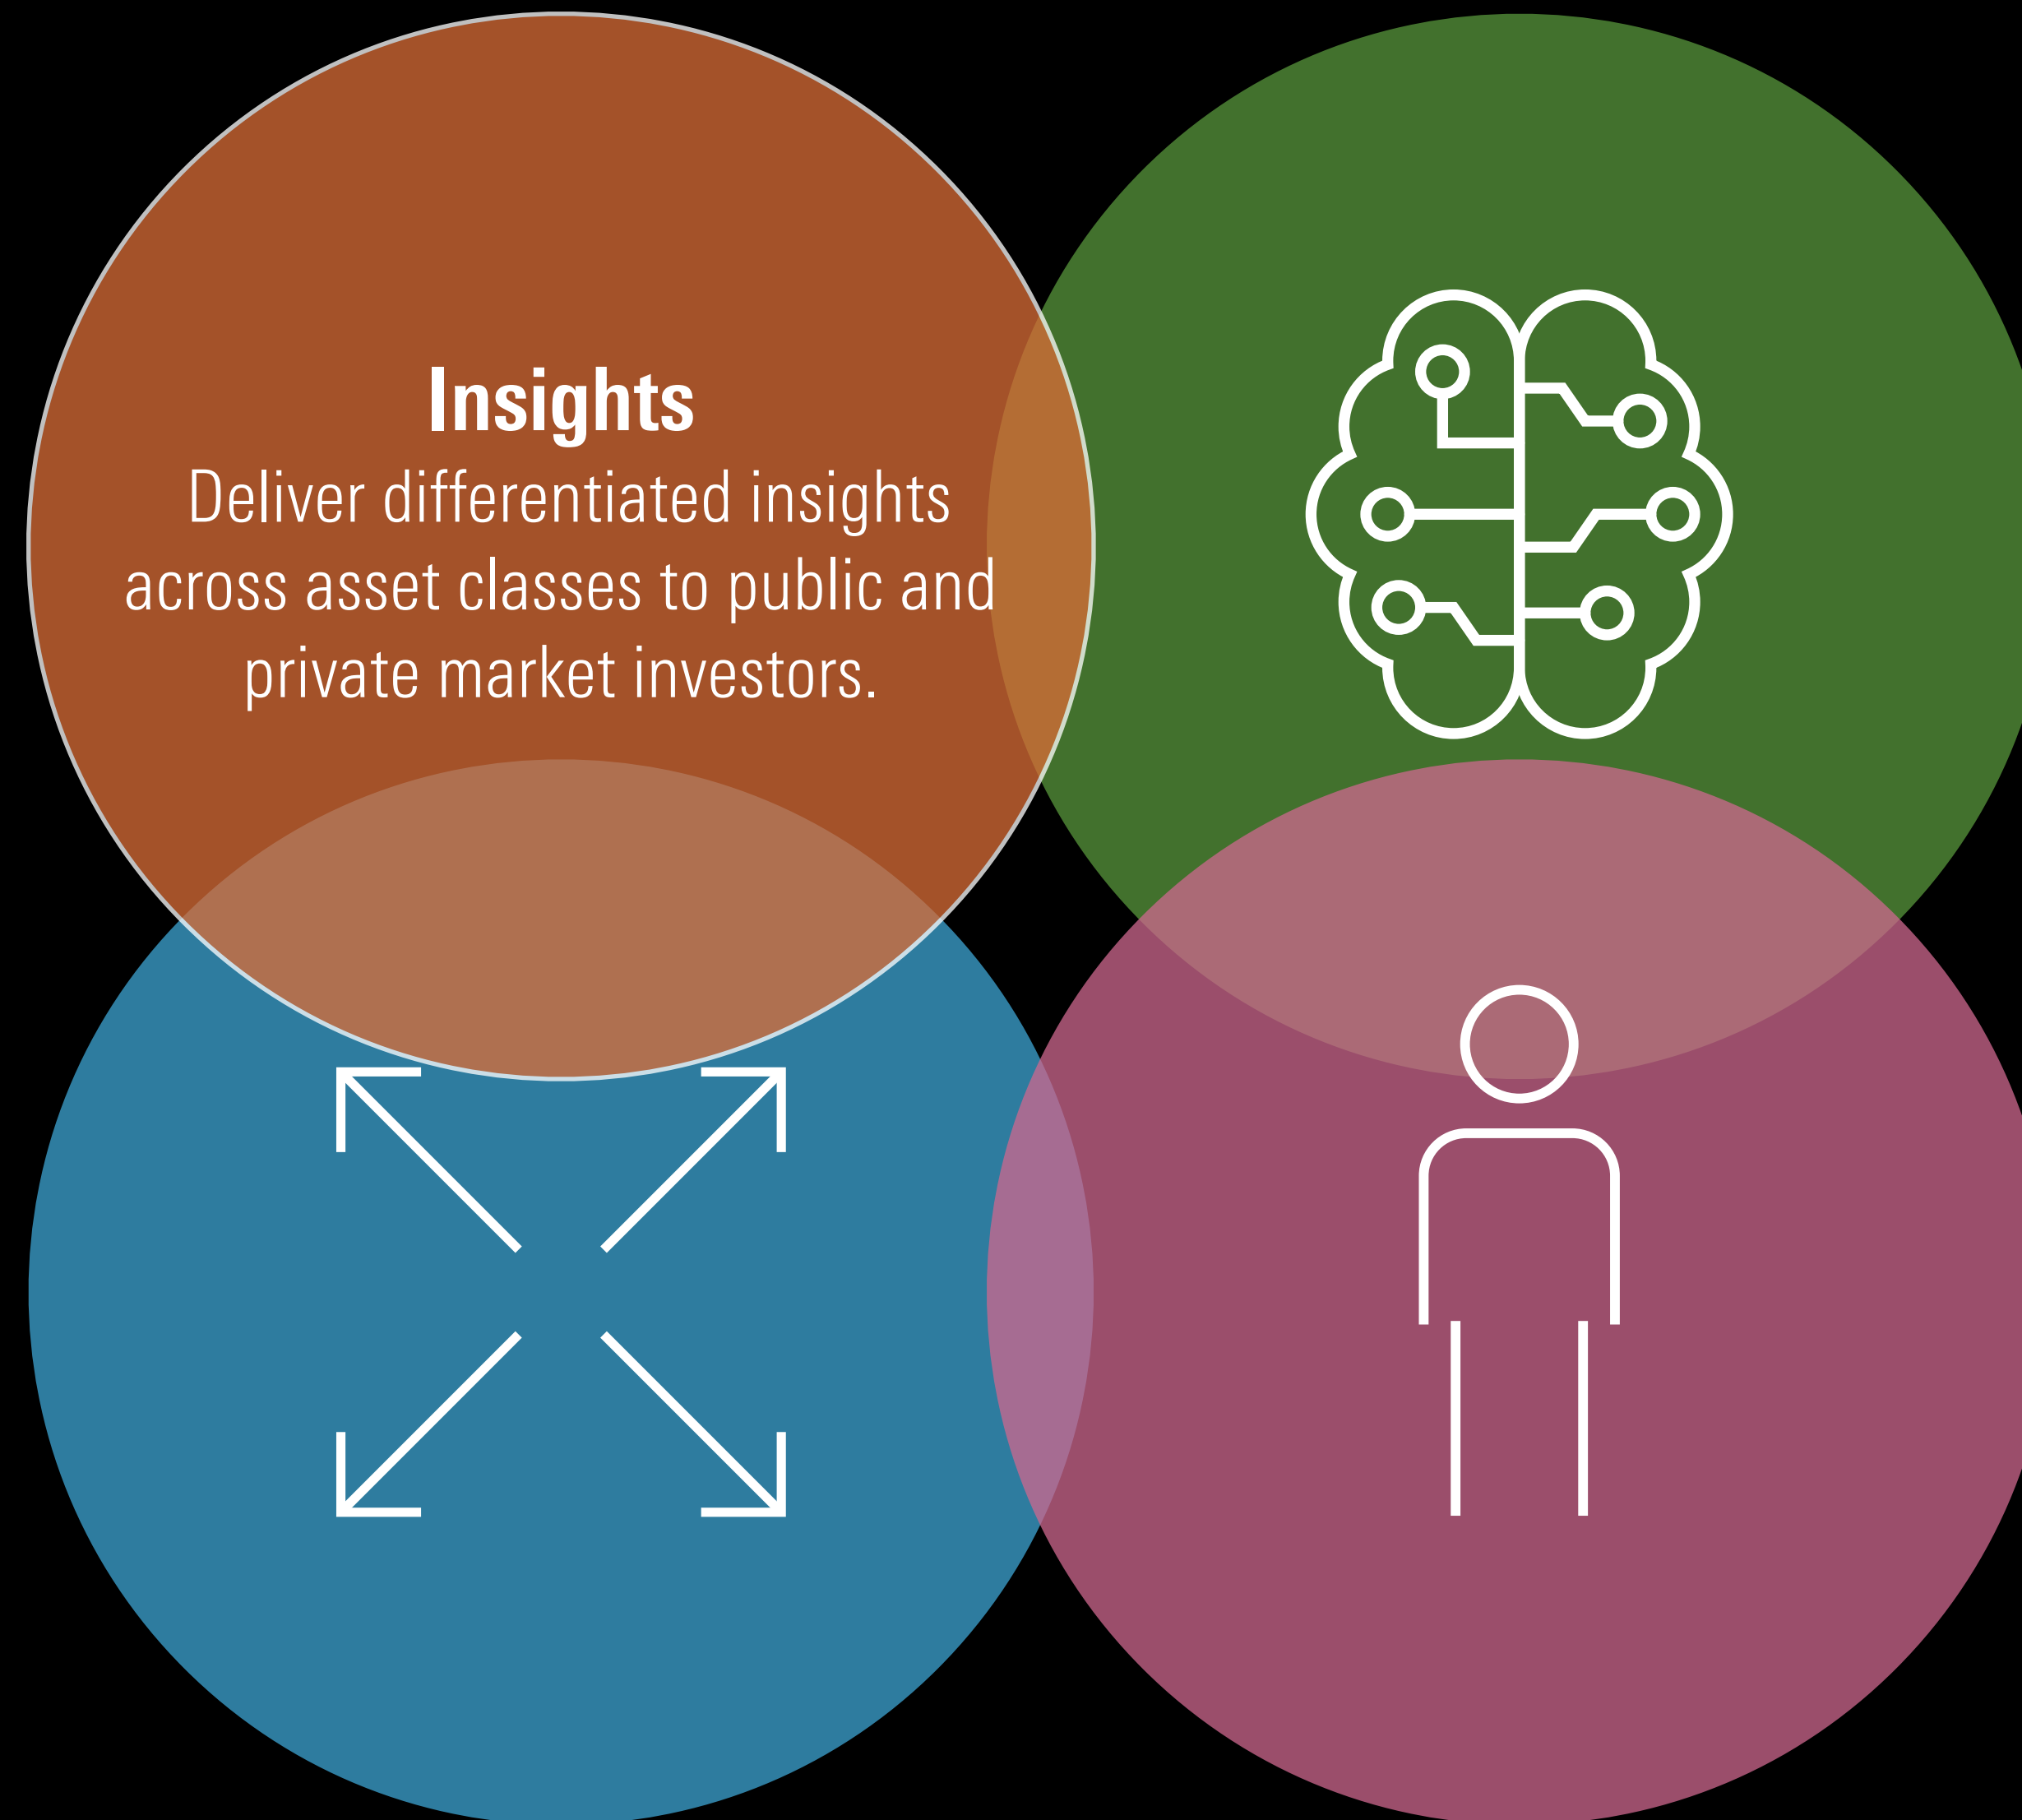 Insights
Deliver differentiated insights
across asset classes to public and
private market investors.